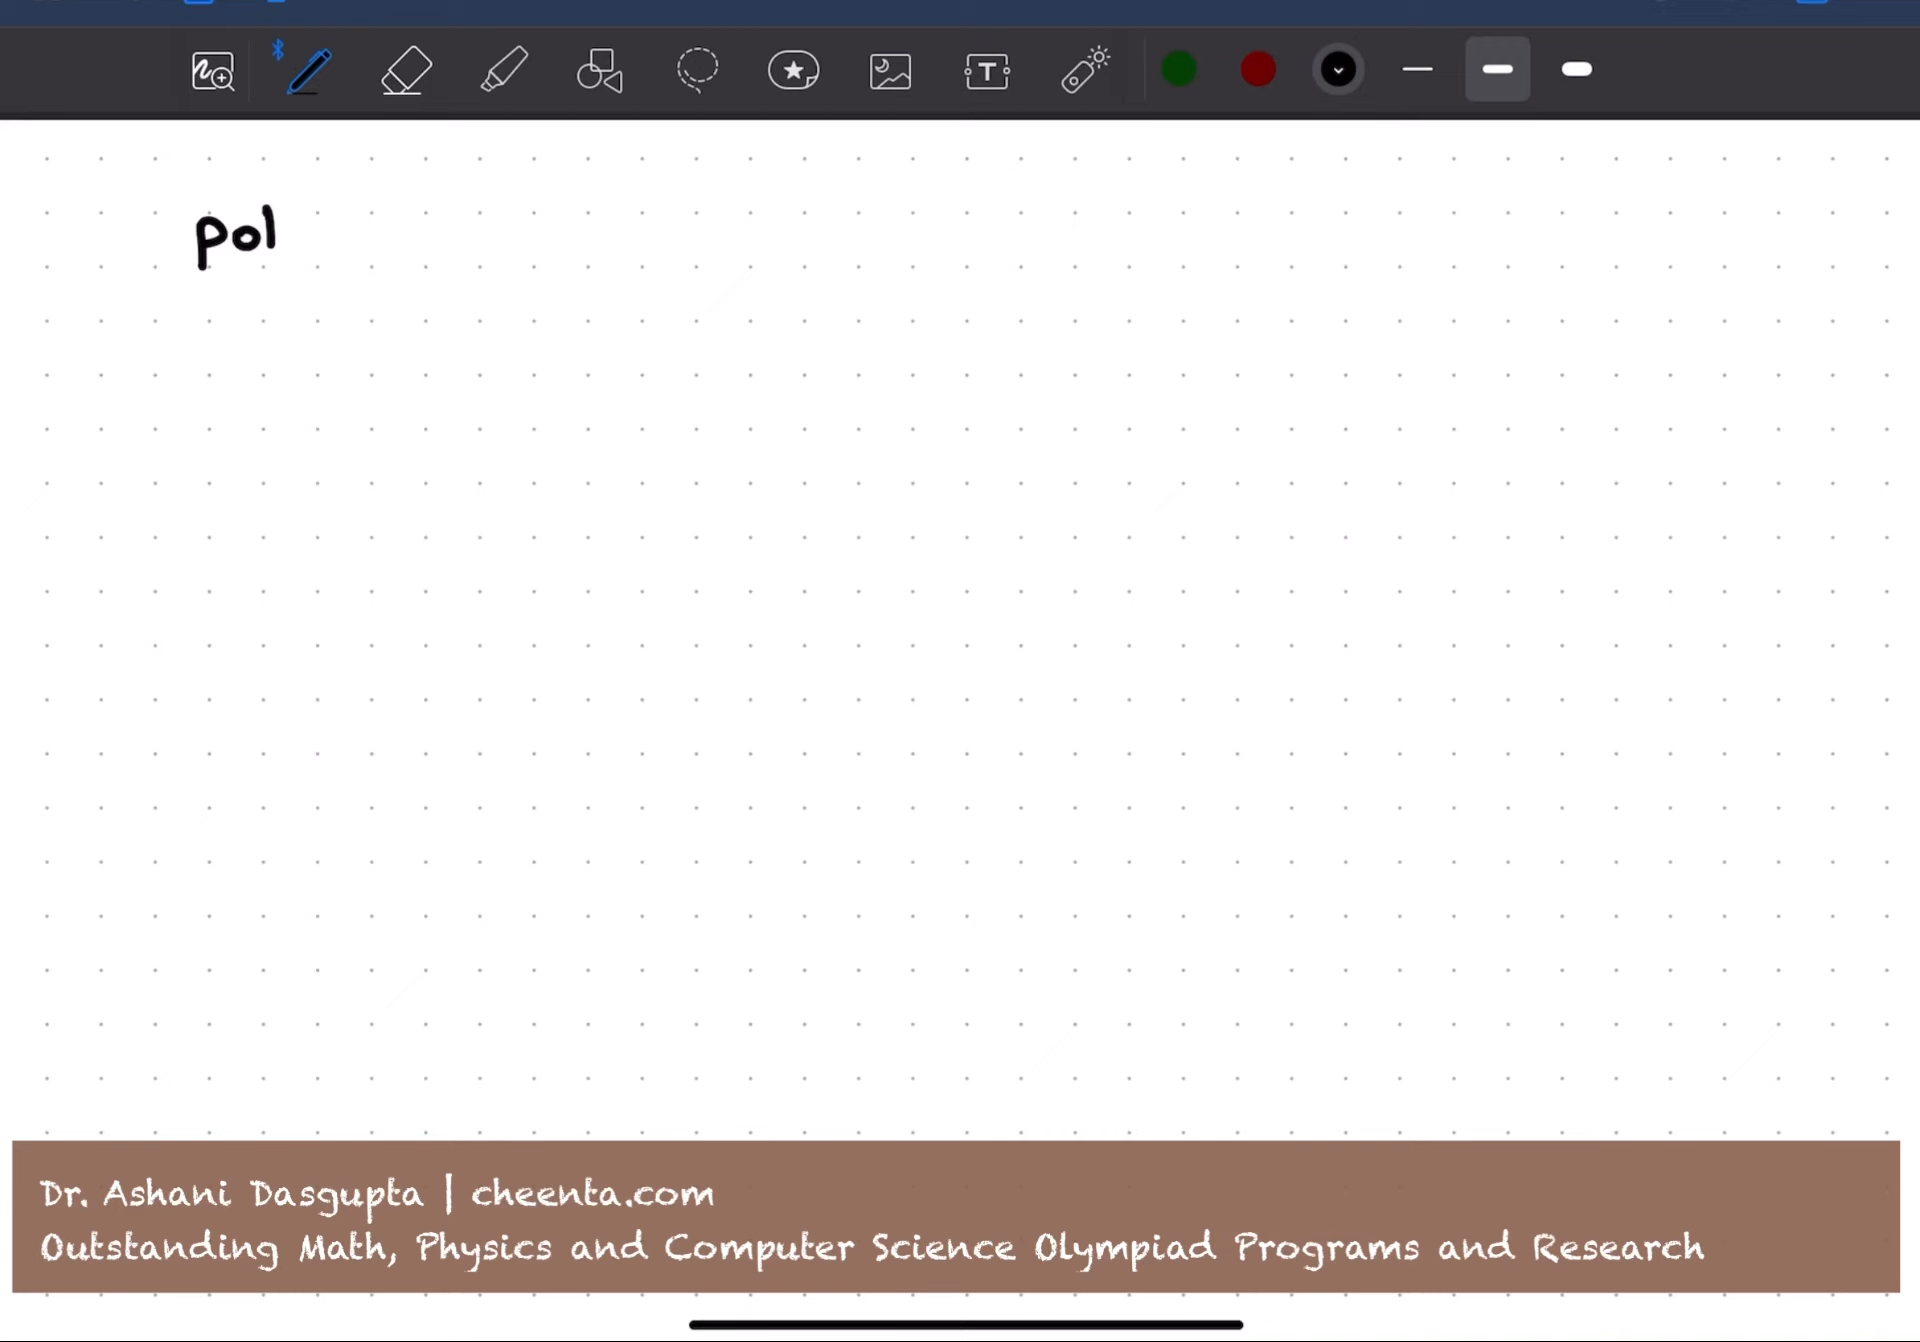 pol
Dr. Ashani Dasgupta | cheenta.com
Outstanding Math, Physics and Computer Science Olympiad Programs and Research